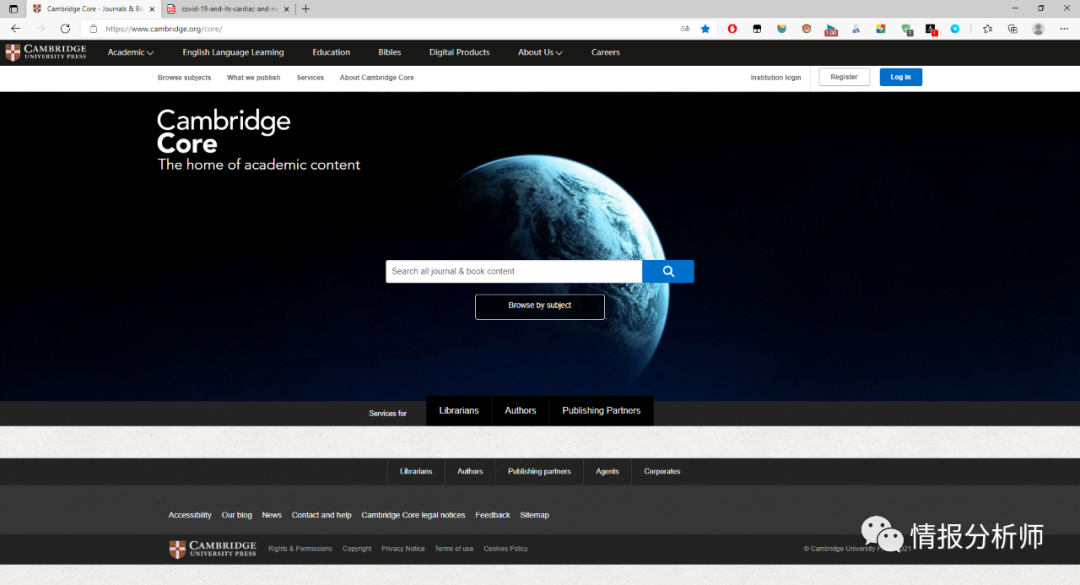 Cambridge Core - Journals & Bo
covid-19-and-its-cardiac-and-n
https://www.cambridge.org/core/
1.00
CAMBRIDGE
UNIVERSITY PRESS
Academic
English Language Learning
Education
Bibles
Digital Products
About Us
Careers
Browse subjects
What we publish
Services
About Cambridge Core
Institution login
Register
Log in
Cambridge
Core
The home of academic content
Search all journal & book content
Browse by subject
Services for
Librarians
Authors
Publishing Partners
Librarians
Authors
Publishing partners
Agents
Corporates
Accessibility
Our blog
News
Contact and help
Cambridge Core legal notices
Feedback
Sitemap
CAMBRIDGE
UNIVERSITY PRESS
Rights & Permissions
Copyright
Privacy Notice
Terms of use
Cookies Policy
© Cambridge University 2021
情报分析师